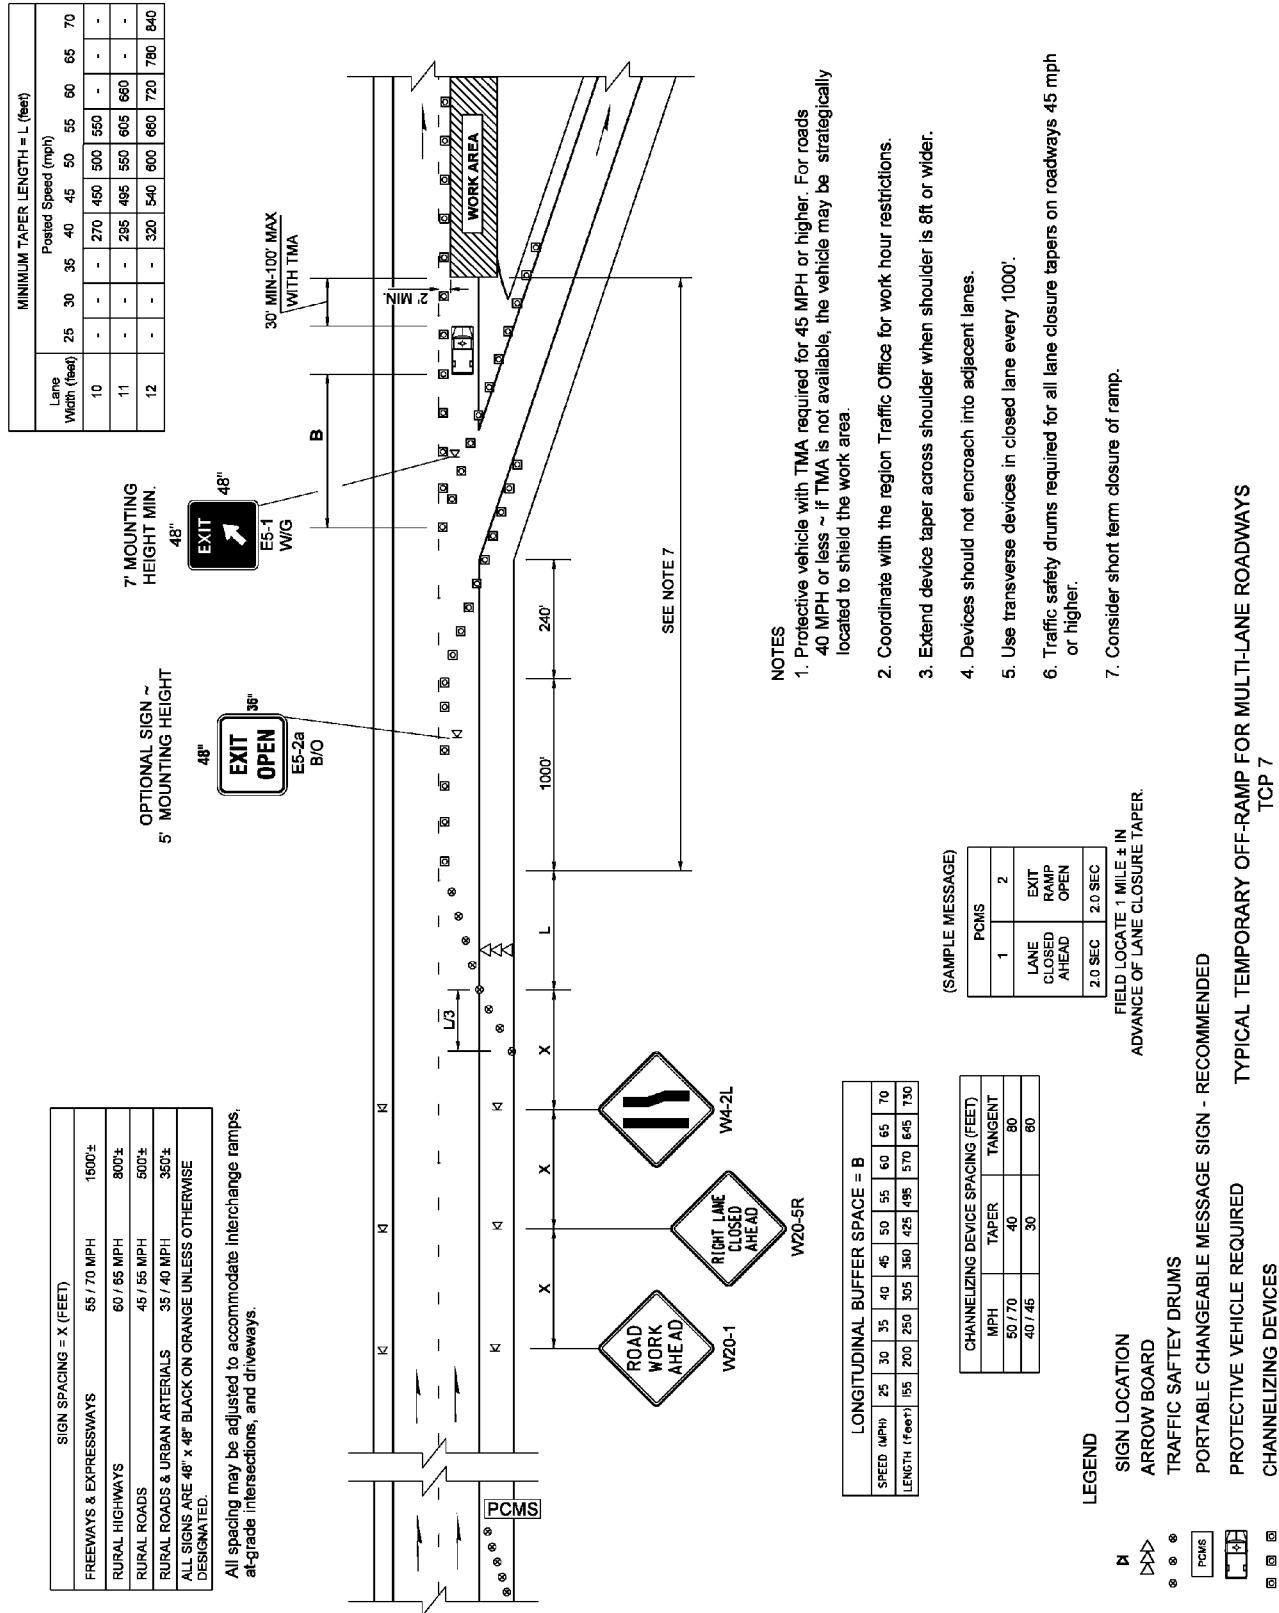 SIGN SPACING = X (FEET)
FREEWAYS & EXPRESSWAYS 55 / 70 MPH 1500'±
RURAL HIGHWAYS 60 / 65 MPH 800'±
RURAL ROADS 45 / 55 MPH 500'±
RURAL ROADS & URBAN ARTERIALS 35 / 40 MPH 350'±
ALL SIGNS ARE 48" x 48" BLACK ON ORANGE UNLESS OTHERWISE
DESIGNATED.
All spacing may be adjusted to accommodate interchange ramps,
at-grade intersections, and driveways.
OPTIONAL SIGN ~
5' MOUNTING HEIGHT
48"
EXIT
OPEN
36"
E5-2a
B/O
7' MOUNTING
HEIGHT MIN.
48"
EXIT
48"
E5-1
W/G
MINIMUM TAPER LENGTH = L (feet)
Lane
Width (feet)
Posted Speed (mph)
25 30 35 40 45 50 55 60 65 70
10 - - - 270 450 500 550 - - -
11 - - - 295 495 550 605 660 - -
12 - - - 320 540 600 660 720 780 840
B
30' MIN-100' MAX
WITH TMA
2' MIN.
WORK AREA
PCMS
L/3
X X X L 1000' 240'
SEE NOTE 7
ROAD
WORK
AHEAD
W20-1
RIGHT LANE
CLOSED
AHEAD
W20-5R
W4-2L
NOTES
1. Protective vehicle with TMA required for 45 MPH or higher. For roads
40 MPH or less ~ if TMA is not available, the vehicle may be strategically
located to shield the work area.
2. Coordinate with the region Traffic Office for work hour restrictions.
3. Extend device taper across shoulder when shoulder is 8ft or wider.
4. Devices should not encroach into adjacent lanes.
5. Use transverse devices in closed lane every 1000'.
6. Traffic safety drums required for all lane closure tapers on roadways 45 mph
or higher.
7. Consider short term closure of ramp.
LONGITUDINAL BUFFER SPACE = B
SPEED (MPH) 25 30 35 40 45 50 55 60 65 70
LENGTH (feet) 155 200 250 305 360 425 495 570 645 730
CHANNELIZING DEVICE SPACING (FEET)
MPH TAPER TANGENT
50 / 70 40 80
40 / 45 30 60
(SAMPLE MESSAGE)
PCMS
1 2
LANE
CLOSED
AHEAD
EXIT
RAMP
OPEN
2.0 SEC 2.0 SEC
FIELD LOCATE 1 MILE ± IN
ADVANCE OF LANE CLOSURE TAPER.
LEGEND
SIGN LOCATION
ARROW BOARD
TRAFFIC SAFTEY DRUMS
PCMS PORTABLE CHANGEABLE MESSAGE SIGN - RECOMMENDED
PROTECTIVE VEHICLE REQUIRED
CHANNELIZING DEVICES
TYPICAL TEMPORARY OFF-RAMP FOR MULTI-LANE ROADWAYS
TCP 7